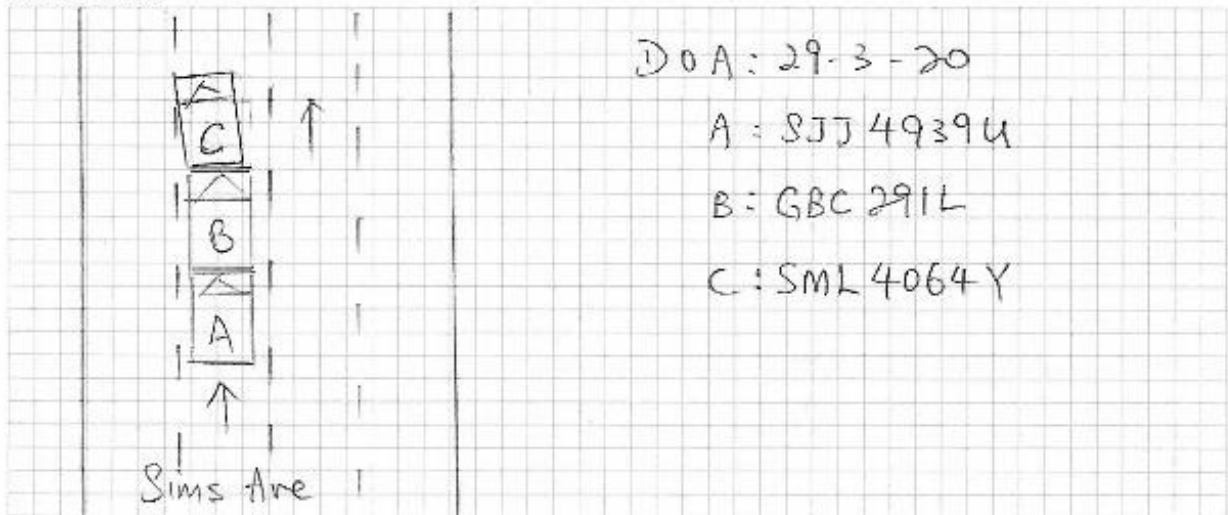 DOA: 29-3-20
A: SJJ 4939U
B: GBC 291L
C: SML 4064Y
C
B
A
Sims Ave